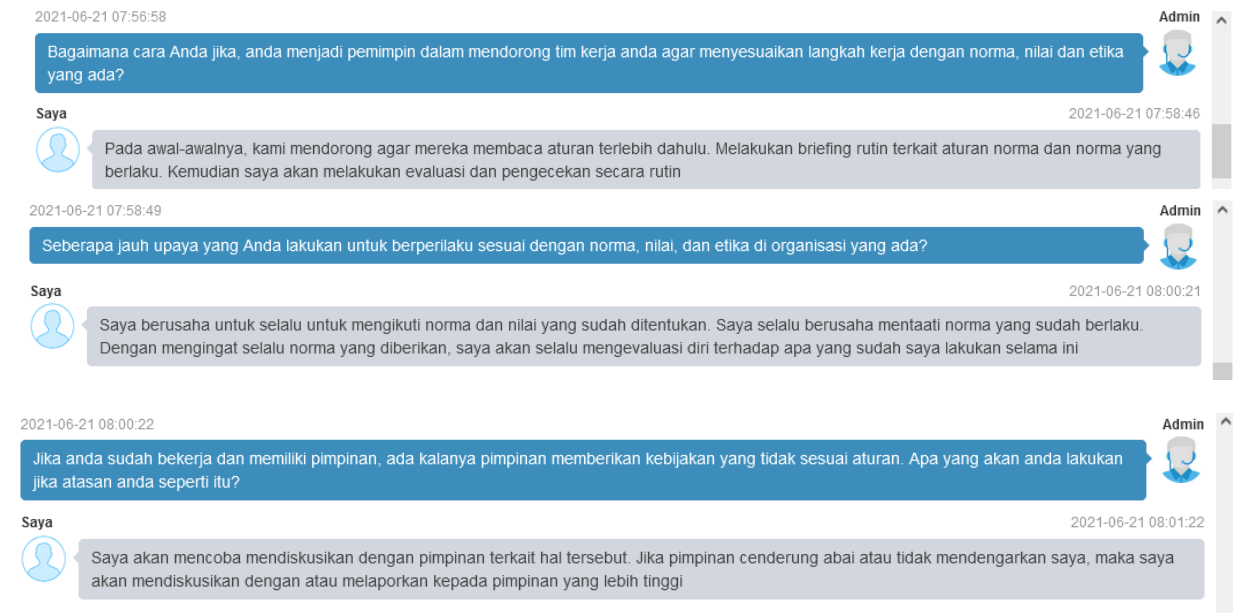 2021-06-21 07:56:58
Admin
Bagaimana cara Anda jika, anda menjadi pemimpin dalam mendorong tim kerja anda agar menyesuaikan langkah kerja dengan norma, nilai dan etika
yang ada?
Saya
2021-06-21 07:58:46
Pada awal-awalnya, kami mendorong agar mereka membaca aturan terlebih dahulu. Melakukan briefing rutin terkait aturan norma dan norma yang
berlaku. Kemudian saya akan melakukan evaluasi dan pengecekan secara rutin
2021-06-21 07:58:49
Admin
Seberapa jauh upaya yang Anda lakukan untuk berperilaku sesuai dengan norma, nilai, dan etika di organisasi yang ada?
Saya
2021-06-21 08:00:21
Saya berusaha untuk selalu untuk mengikuti norma dan nilai yang sudah ditentukan. Saya selalu berusaha mentaati norma yang sudah berlaku.
Dengan mengingat selalu norma yang diberikan, saya akan selalu mengevaluasi diri terhadap apa yang sudah saya lakukan selama ini
2021-06-21 08:00:22
Admin
Jika anda sudah bekerja dan memiliki pimpinan, ada kalanya pimpinan memberikan kebijakan yang tidak sesuai aturan. Apa yang akan anda lakukan
jika atasan anda seperti itu?
Saya
2021-06-21 08:01:22
Saya akan mencoba mendiskusikan dengan pimpinan terkait hal tersebut. Jika pimpinan cenderung abai atau tidak mendengarkan saya, maka saya
akan mendiskusikan dengan atau melaporkan kepada pimpinan yang lebih tinggi